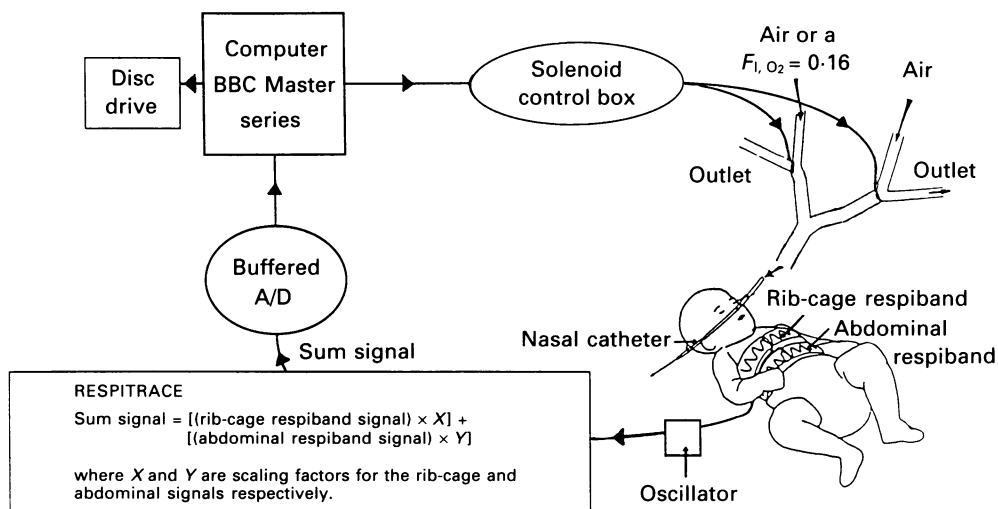 Disc
drive
Computer
BBC Master
series
Solenoid
control box
Air or a
FI, O2 = 0·16
Air
Outlet
Outlet
Buffered
A/D
Sum signal
Nasal catheter
Rib-cage respiband
Abdominal
respiband
Oscillator
RESPITRACE
Sum signal = [(rib-cage respiband signal) × X] +
[(abdominal respiband signal) × Y]
where X and Y are scaling factors for the rib-cage and
abdominal signals respectively.